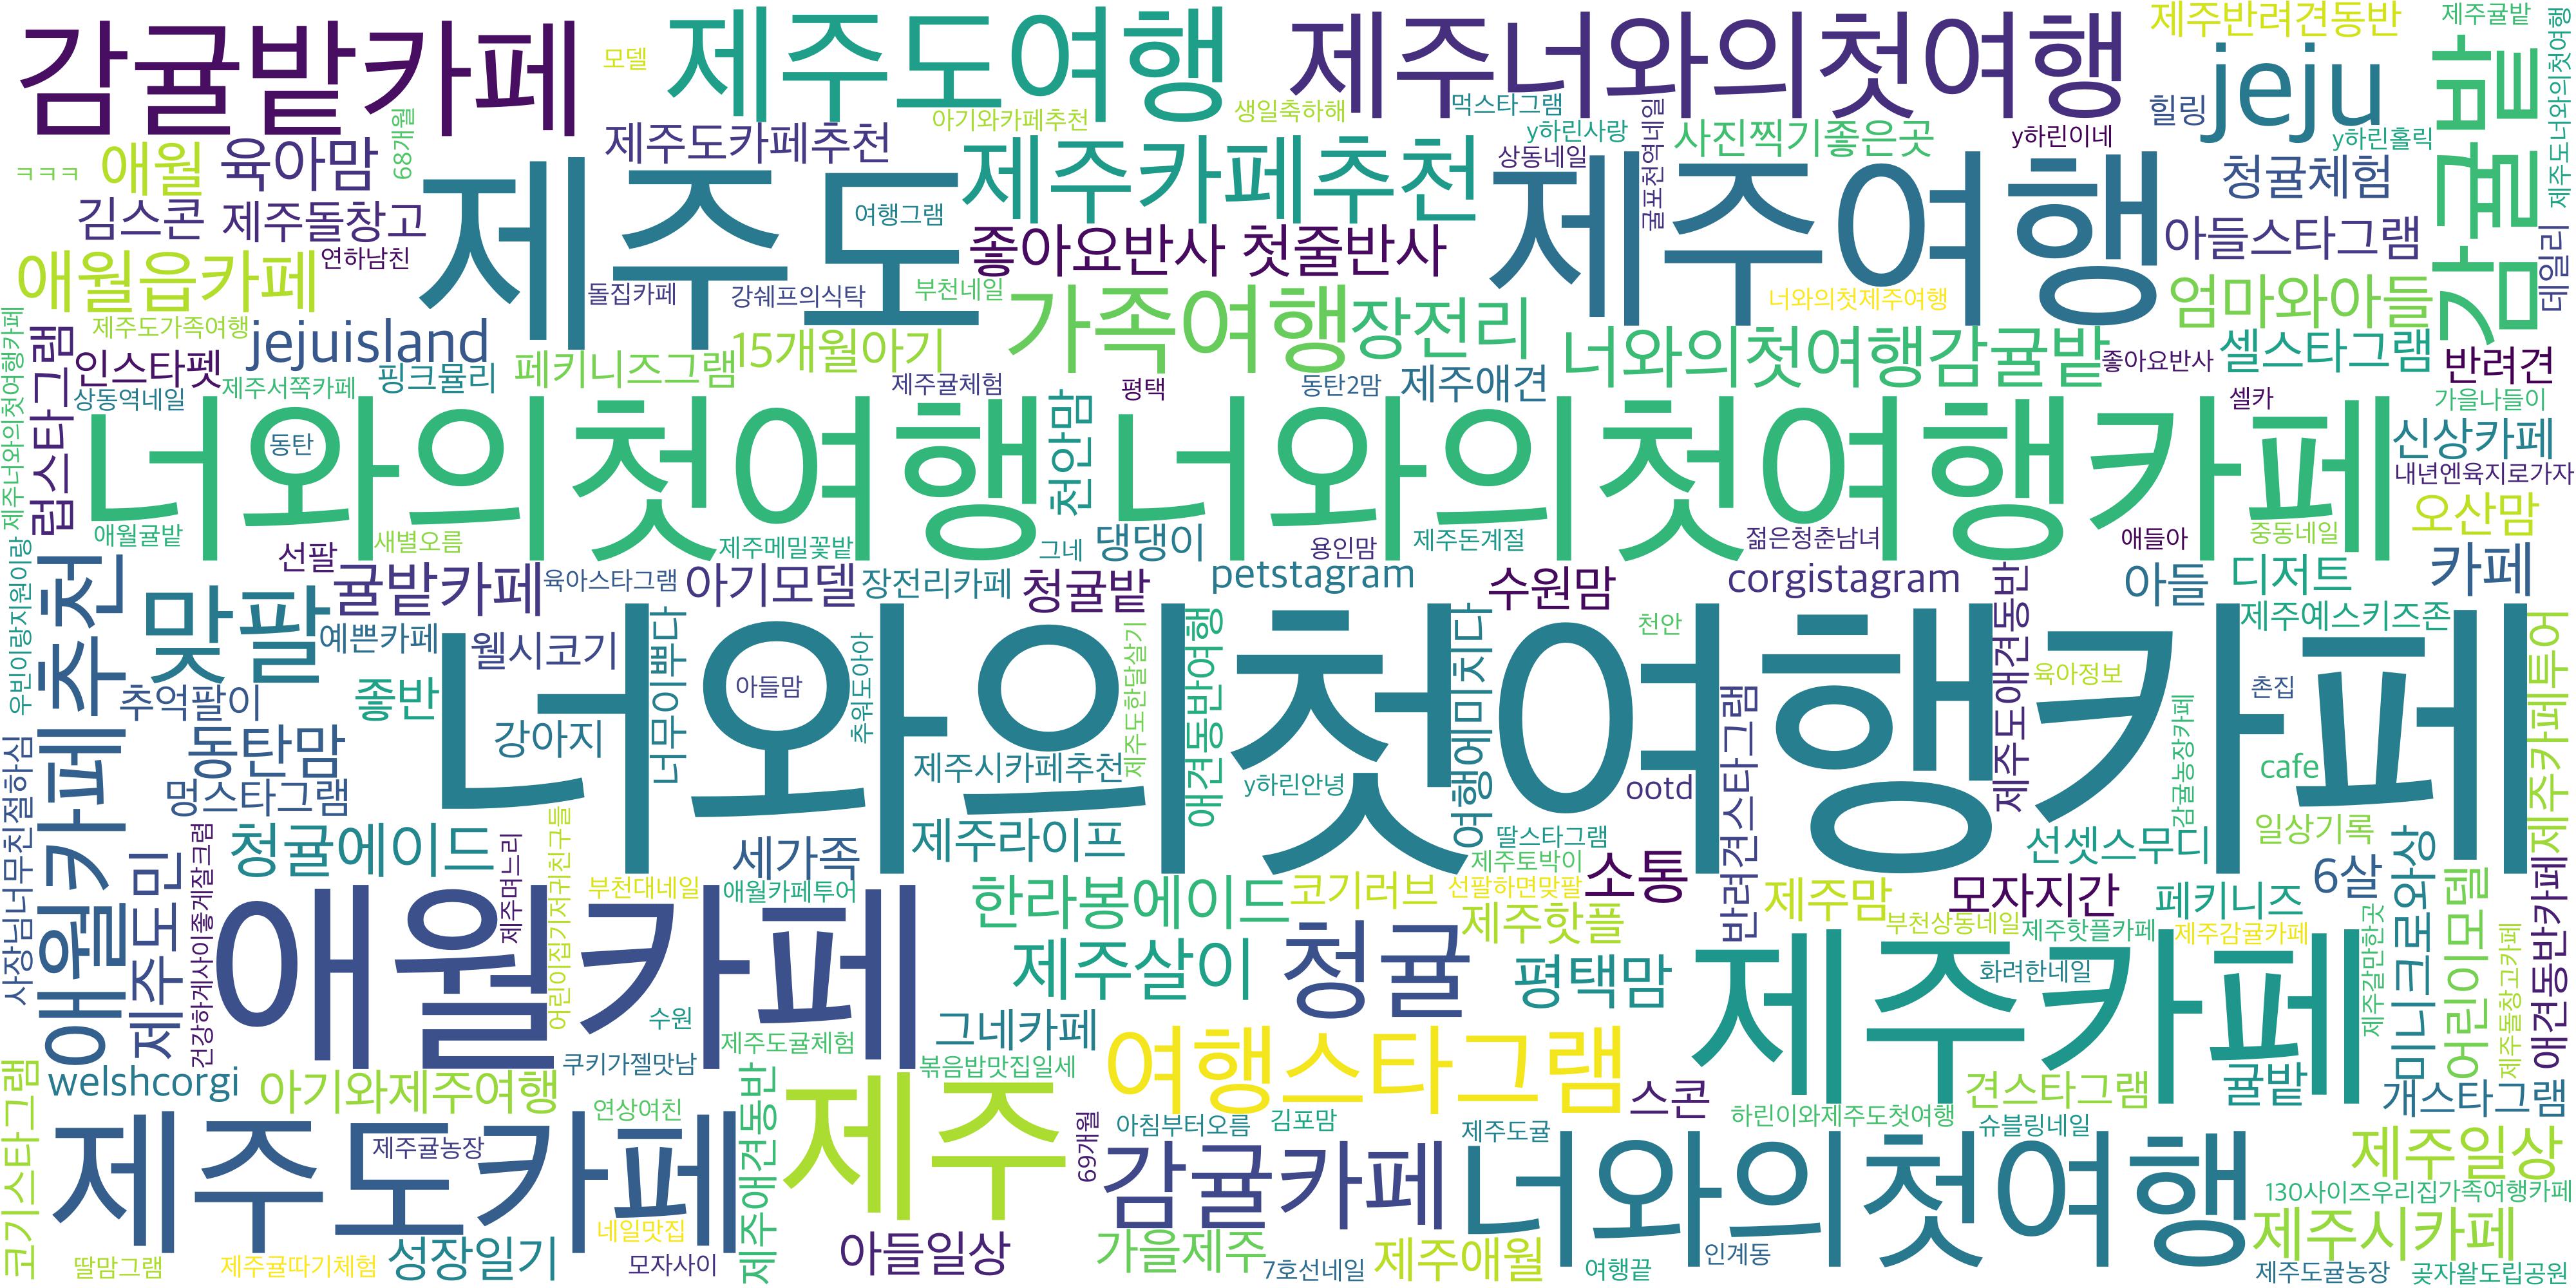 감귤밭카페
모델
제주도여행
제주너와의첫여행
제주반려견동반
제주귤밭
jeju
감귤밭
제주도너와의첫여행
68개월
ㅋㅋㅋ
애월
육아맘
제주도카페추천
아기와카페추천
생일축하해
먹스타그램
y하린사랑
상동네일
굴포천역네일
사진찍기좋은곳
y하린이네
힐링
y하린홀릭
청귤체험
김스콘
제주돌창고
제주도
여행그램
제주카페추천
제주여행
아들스타그램
데일리
애월읍카페
연하남친
좋아요반사
첫줄반사
돌집카페
강쉐프의식탁
부천네일
너와의첫제주여행
엄마와아들
제주너와의첫여행카페
럽스타그램
제주도가족여행
jejuisland
15개월아기
가족여행
장전리
너와의첫여행감귤밭
좋아요반사
셀스타그램
반려견
인스타펫
핑크뮬리
페키니즈그램
상동역네일
제주서쪽카페
제주귤체험
평택
동탄2맘
제주애견
셀카
가을나들이
너와의첫여행
동탄
천안맘
너와의첫여행카페
신상카페
내년엔육지로가자
오산맘
애월귤밭
선팔
새별오름
제주메밀꽃밭
그네
댕댕이
용인맘
제주돈계절
젊은청춘남녀
애들아
중동네일
우빈이랑지원이랑
애월카페추천
귤밭카페
육아스타그램
아기모델
장전리카페
청귤밭
petstagram
수원맘
corgistagram
제주도애견동반
아들
디저트
카페
맞팔
예쁜카페
웰시코기
너무이뿌다
너와의첫여행카페
애견동반여행
여행에미치다
천안
제주예스키즈존
제주카페투어
추억팔이
좋반
강아지
아들맘
추워도아아
제주도한달살기
반려견스타그램
육아정보
촌집
동탄맘
멍스타그램
제주시카페추천
y하린안녕
ootd
감귤농장카페
cafe
사장님너무친절하심
제주도민
건강하게사이좋게잘크렴
청귤에이드
제주며느리
어린이집기저귀친구들
세가족
제주라이프
딸스타그램
제주토박이
소통
선셋스무디
일상기록
6살
미니크로와상
애월카페
부천대네일
애월카페투어
한라봉에이드
코기러브
선팔하면맞팔
제주핫플
제주맘
모자지간
페키니즈
어린이모델
애견동반카페
부천상동네일
제주핫플카페
제주감귤카페
제주갈만한곳
제주돌창고카페
수원
제주도귤체험
그네카페
제주살이
청귤
평택맘
제주카페
화려한네일
코기스타그램
welshcorgi
아기와제주여행
쿠키가젤맛남
볶음밥맛집일세
여행스타그램
스콘
견스타그램
귤밭
개스타그램
제주도카페
제주귤농장
연상여친
제주애견동반
제주
69개월
아침부터오름
김포맘
제주도귤
하린이와제주도첫여행
슈블링네일
제주일상
감귤카페
너와의첫여행
130사이즈우리집가족여행카페
제주시카페
딸맘그램
제주귤따기체험
성장일기
네일맛집
모자사이
아들일상
가을제주
7호선네일
제주애월
여행끝
인계동
제주도귤농장
곶자왈도립공원